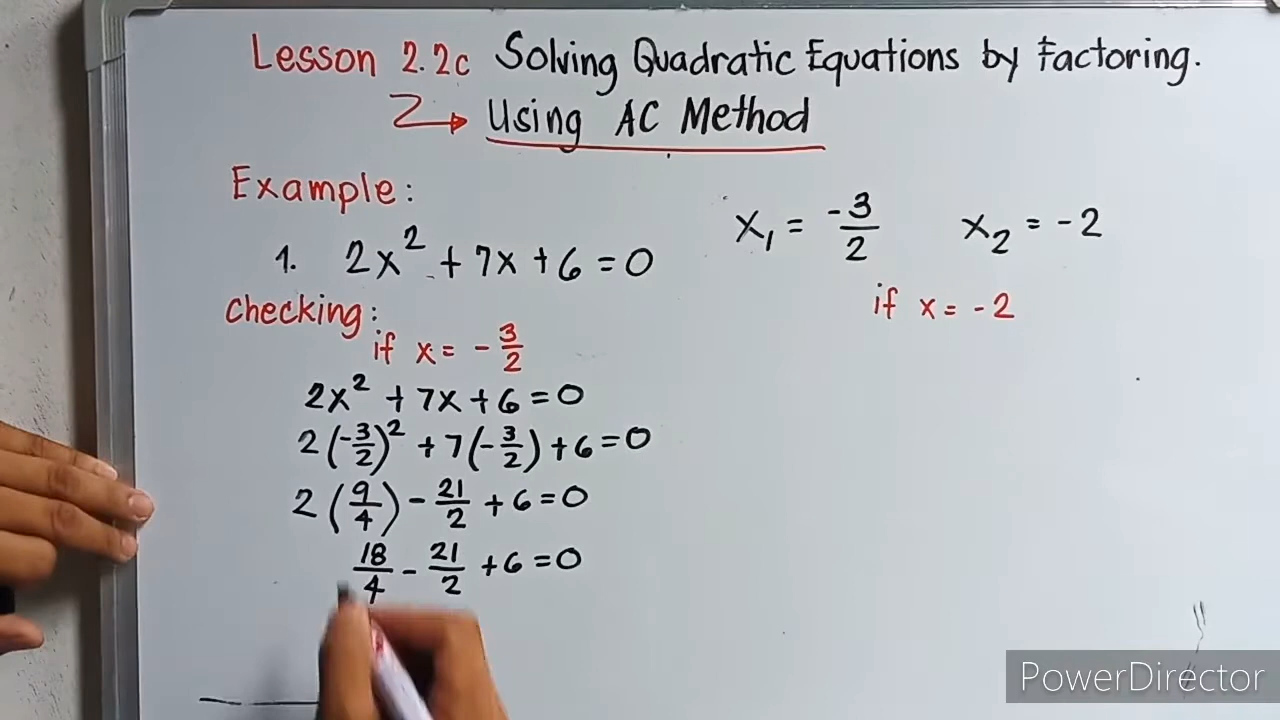 Lesson 2.2c Solving Quadratic Equations by Factoring.
Using AC Method
Example:
1. 2x² + 7x + 6 = 0
x₁ = -3/2 x₂ = -2
Checking:
if x = -3/2
2x² + 7x + 6 = 0
2(-3/2)² + 7(-3/2) + 6 = 0
2(9/4) - 21/2 + 6 = 0
18/4 - 21/2 + 6 = 0
if x = -2
PowerDirector